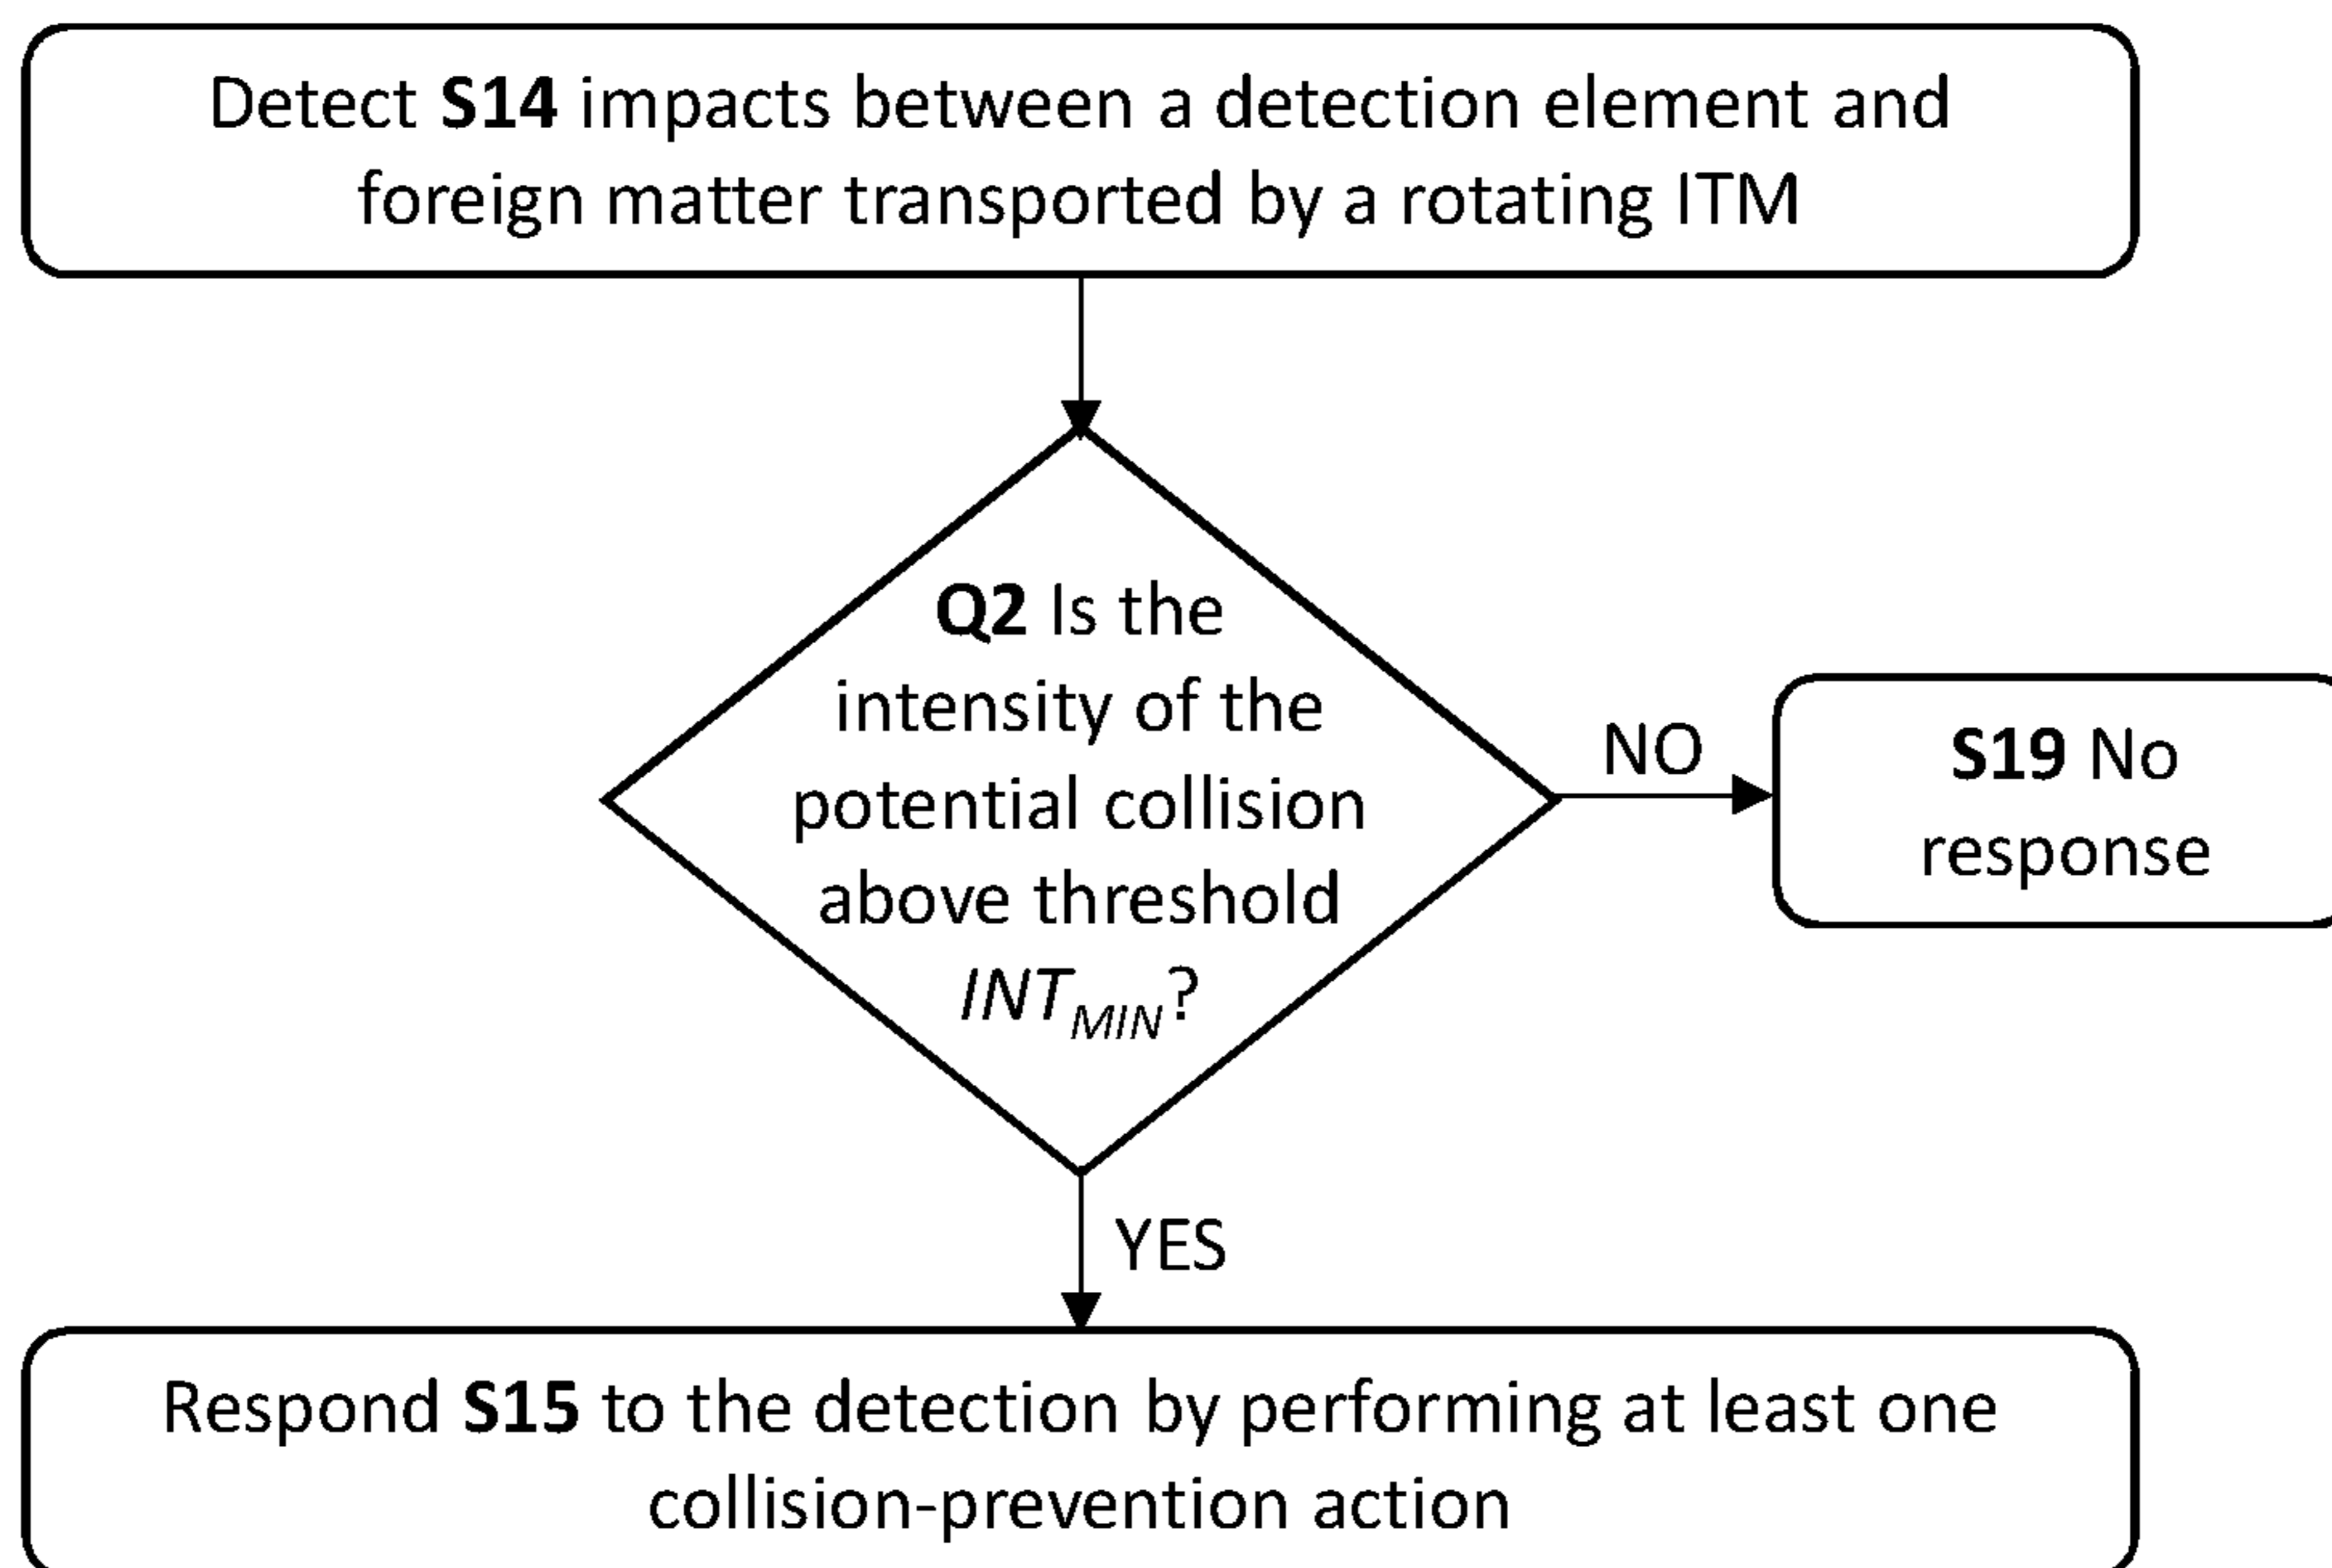 Detect S14 impacts between a detection element and
foreign matter transported by a rotating ITM
Q2 Is the
intensity of the
potential collision
above threshold
INT_MIN?
NO
S19 No
response
YES
Respond S15 to the detection by performing at least one
collision-prevention action